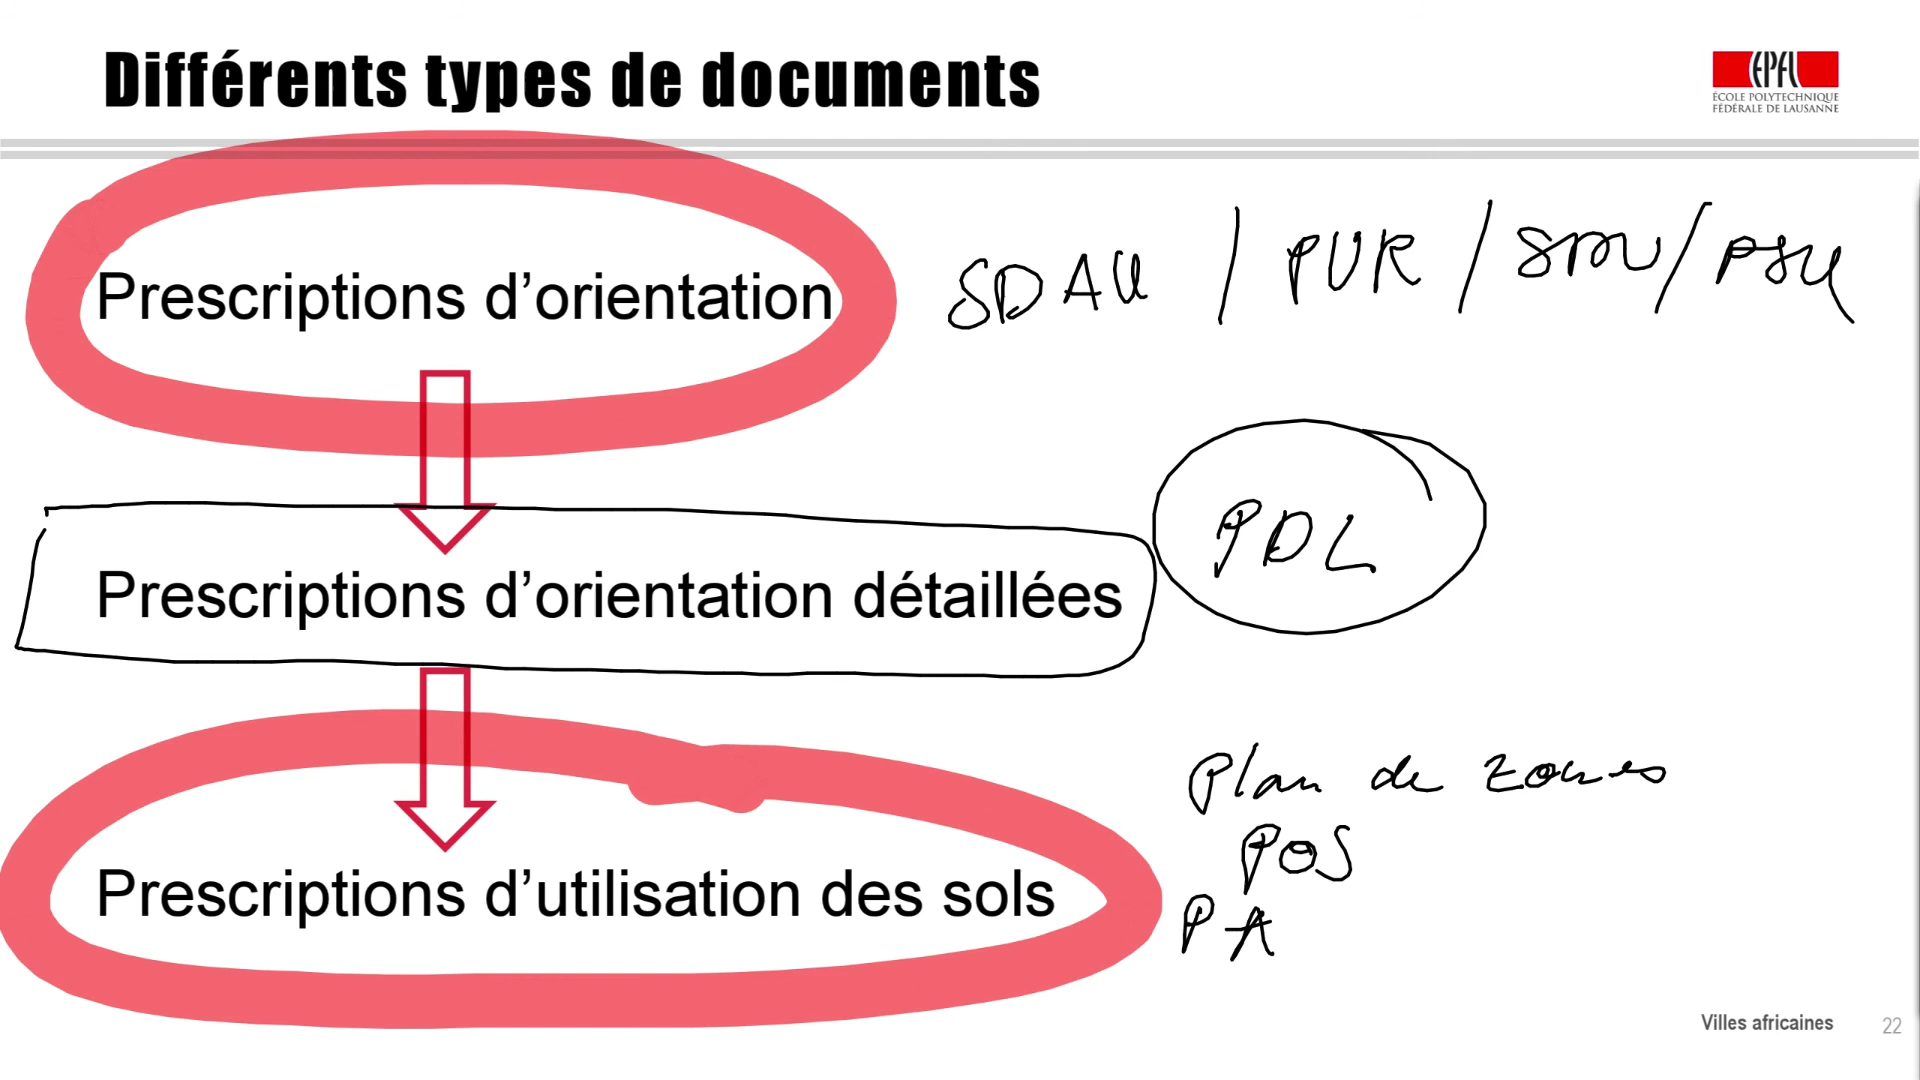 Différents types de documents
EPFL
ÉCOLE POLYTECHNIQUE
FÉDÉRALE DE LAUSANNE
Prescriptions d’orientation
SDAU / PUR / SDU / PSU
Prescriptions d’orientation détaillées
PDL
Prescriptions d’utilisation des sols
Plan de zones
POS
PA
Villes africaines 22